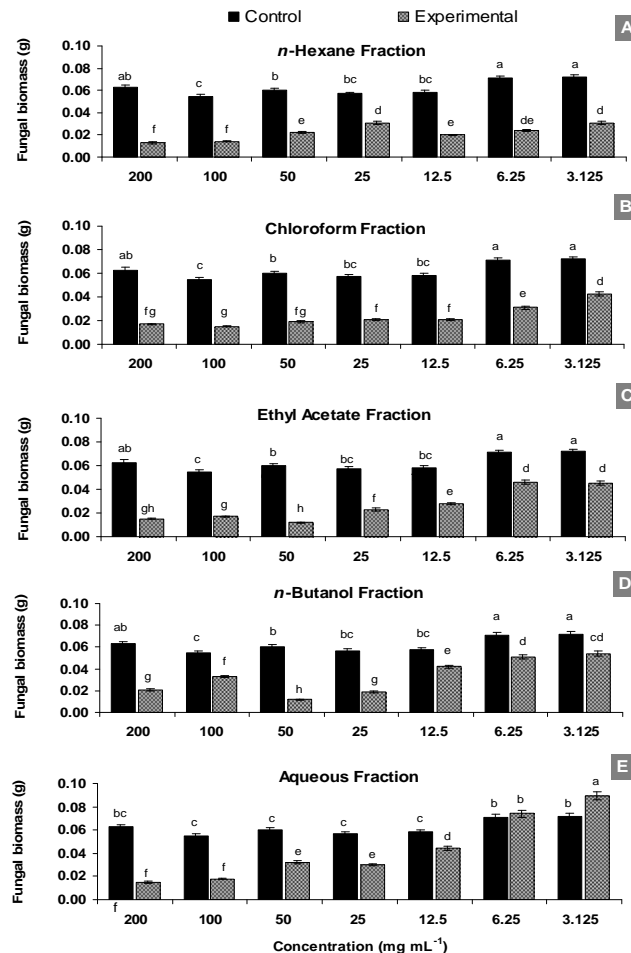 Control Experimental
A
n-Hexane Fraction
Fungal biomass (g)
0.10
0.08
0.06
0.04
0.02
0.00
ab f c f b e bc d bc e a de a d
200 100 50 25 12.5 6.25 3.125
B
Chloroform Fraction
Fungal biomass (g)
0.10
0.08
0.06
0.04
0.02
0.00
ab fg c g b fg bc f bc f a e a d
200 100 50 25 12.5 6.25 3.125
C
Ethyl Acetate Fraction
Fungal biomass (g)
0.10
0.08
0.06
0.04
0.02
0.00
ab gh c g b h bc f bc e a d a d
200 100 50 25 12.5 6.25 3.125
D
n-Butanol Fraction
Fungal biomass (g)
0.10
0.08
0.06
0.04
0.02
0.00
ab g c f b h bc g bc e a d a cd
200 100 50 25 12.5 6.25 3.125
E
Aqueous Fraction
Fungal biomass (g)
0.10
0.08
0.06
0.04
0.02
0.00
bc f c f c e c e c d b b b a
f
200 100 50 25 12.5 6.25 3.125
Concentration (mg mL⁻¹)